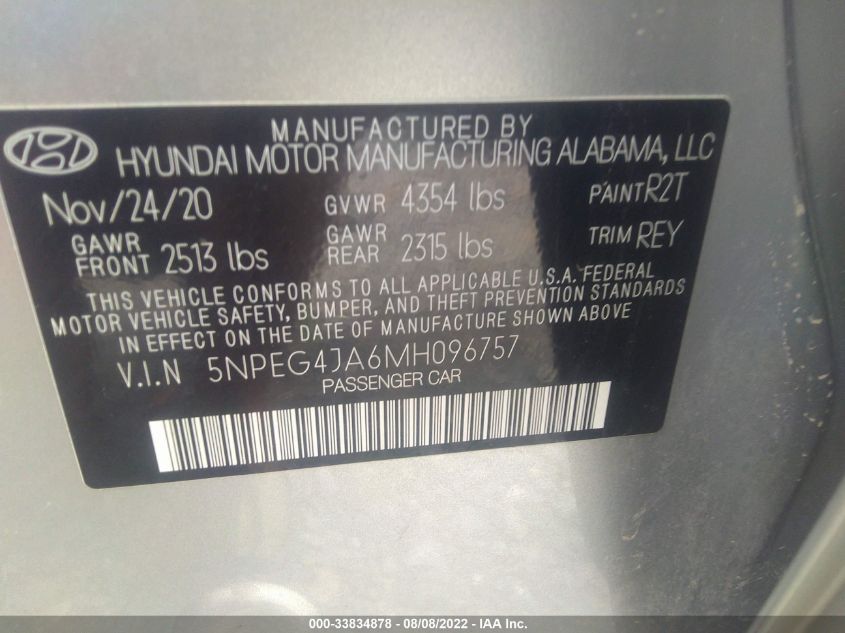 MANUFACTURED BY
HYUNDAI MOTOR MANUFACTURING ALABAMA, LLC
Nov/24/20 GVWR 4354 lbs PAINT R2T
GAWR FRONT 2513 lbs GAWR REAR 2315 lbs TRIM REY
THIS VEHICLE CONFORMS TO ALL APPLICABLE U.S.A. FEDERAL
MOTOR VEHICLE SAFETY, BUMPER, AND THEFT PREVENTION STANDARDS
IN EFFECT ON THE DATE OF MANUFACTURE SHOWN ABOVE
V.I.N 5NPEG4JA6MH096757
PASSENGER CAR
000-33834878 - 08/08/2022 - IAA Inc.